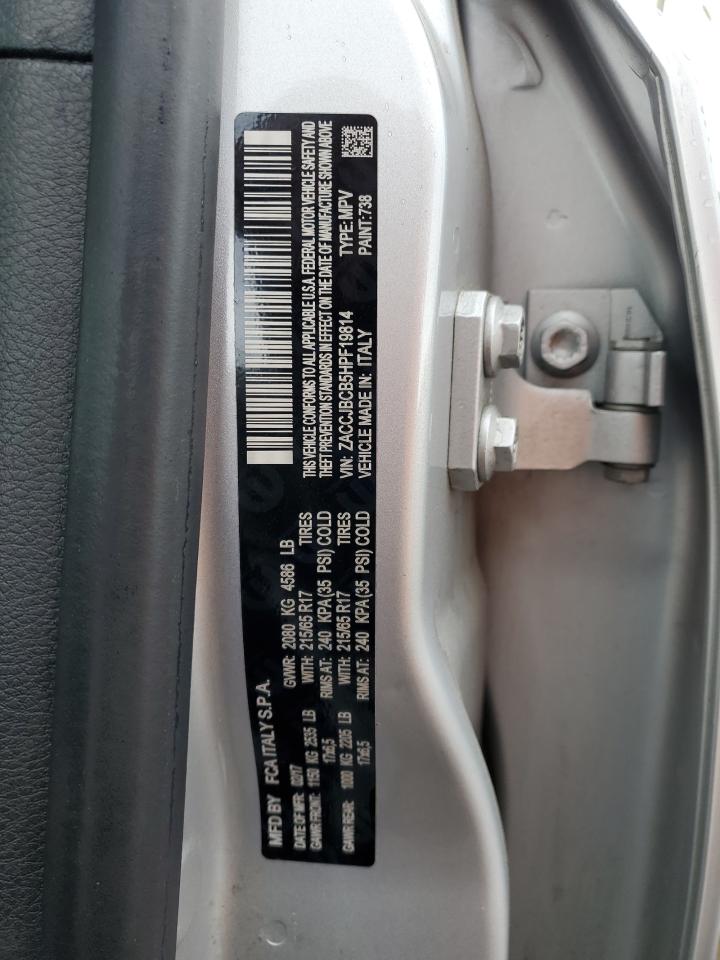 MFD BY FCA ITALY S.P.A.
DATE OF MFR: 02/17 GVWR: 2080 KG 4586 LB
GAWR FRONT: 1150 KG 2535 LB WITH: 215/65 R17 TIRES
17x6,5 RIMS AT: 240 KPA(35 PSI) COLD
GAWR REAR: 1000 KG 2205 LB WITH: 215/65 R17 TIRES
17x6,5 RIMS AT: 240 KPA(35 PSI) COLD
THIS VEHICLE CONFORMS TO ALL APPLICABLE U.S.A. FEDERAL MOTOR VEHICLE SAFETY AND
THEFT PREVENTION STANDARDS IN EFFECT ON THE DATE OF MANUFACTURE SHOWN ABOVE
VIN: ZACCJBCB5HPF19814 TYPE: MPV
VEHICLE MADE IN: ITALY PAINT:738